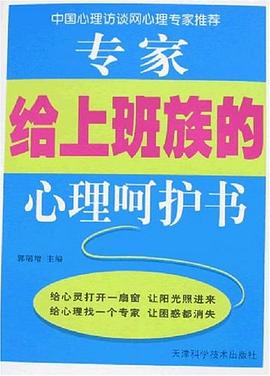 中国心理访谈网心理专家推荐
专家
给上班族的
心理呵护书
郭瑞增 主编
给心灵打开一扇窗 让阳光照进来
给心理找一个专家 让困惑都消失
天津科学技术出版社